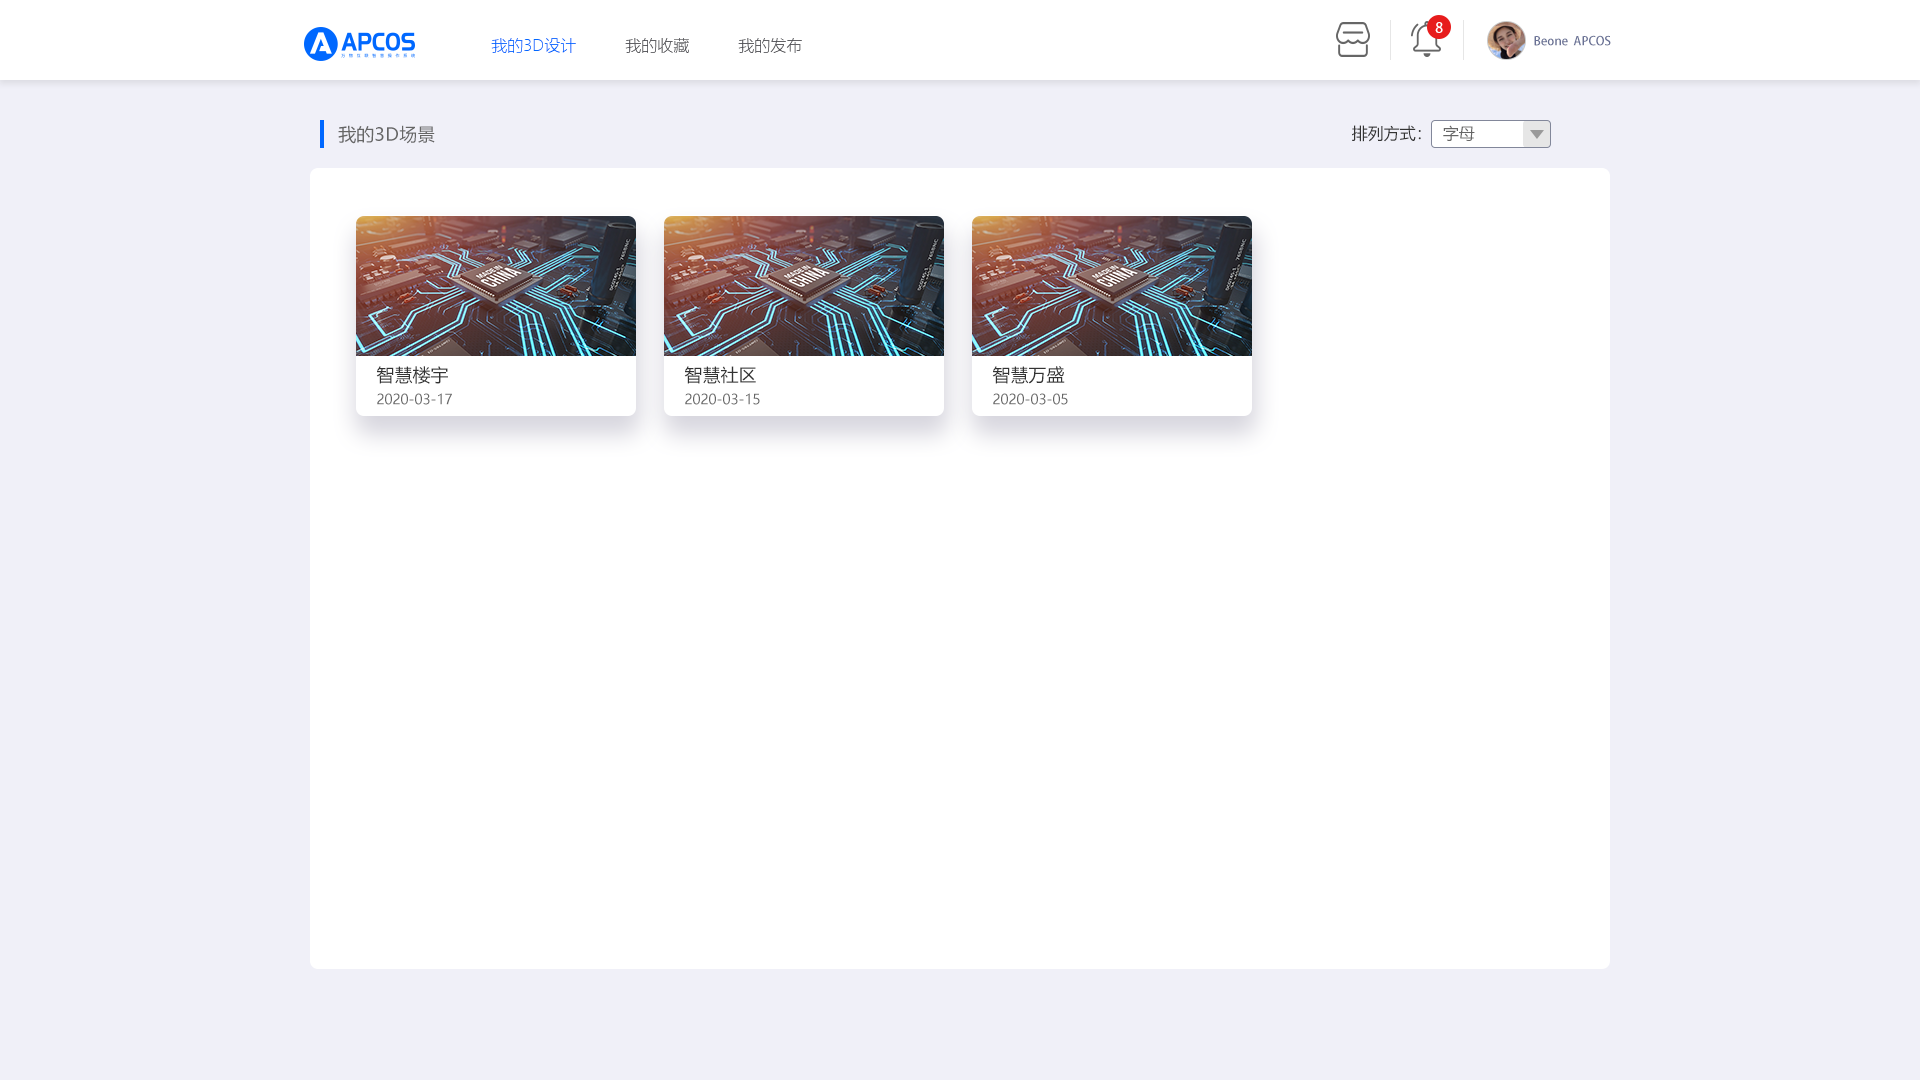 APCOS
我的3D设计
我的收藏
我的发布
8
Beone APCOS
我的3D场景
排列方式：
字母
MADE IN
CHINA
智慧楼宇
2020-03-17
MADE IN
CHINA
智慧社区
2020-03-15
MADE IN
CHINA
智慧万盛
2020-03-05